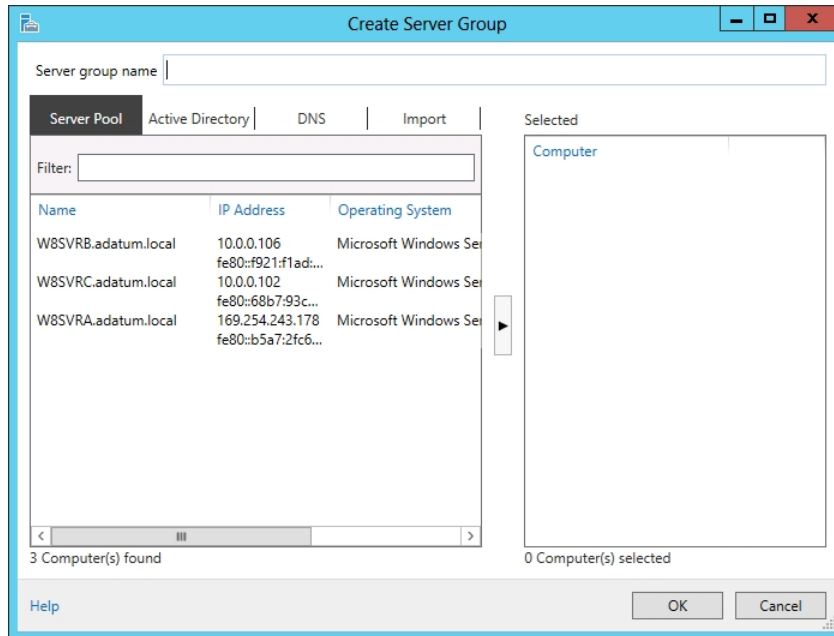 Create Server Group
Server group name
Server Pool Active Directory DNS Import
Selected
Filter:
Computer
Name IP Address Operating System
W8SVRB.adatum.local 10.0.0.106 Microsoft Windows Ser
fe80::f921:f1ad:...
W8SVRC.adatum.local 10.0.0.102 Microsoft Windows Ser
fe80::68b7:93c...
W8SVRA.adatum.local 169.254.243.178 Microsoft Windows Ser
fe80::b5a7:2fc6...
3 Computer(s) found
0 Computer(s) selected
Help
OK Cancel